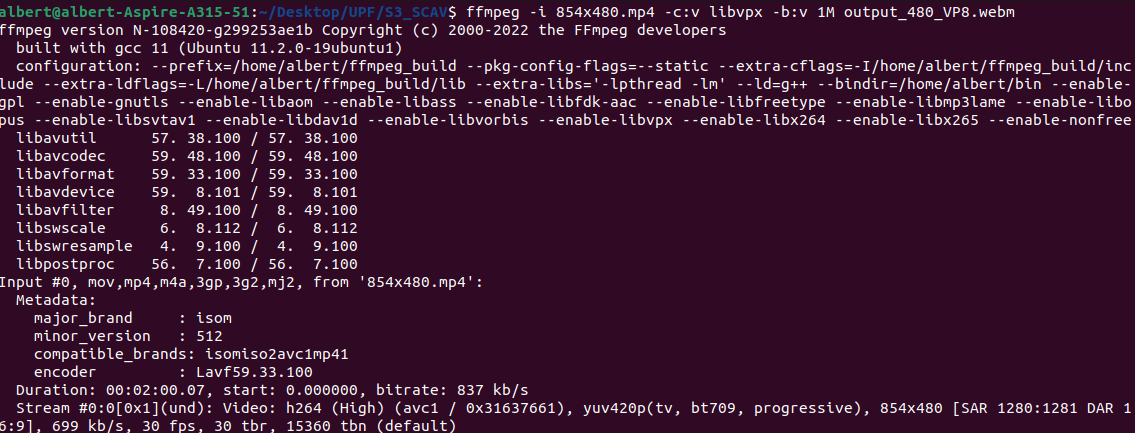 albert@albert-Aspire-A315-51:~/Desktop/UPF/S3_SCAV$ ffmpeg -i 854x480.mp4 -c:v libvpx -b:v 1M output_480_VP8.webm
ffmpeg version N-108420-g299253ae1b Copyright (c) 2000-2022 the FFmpeg developers
  built with gcc 11 (Ubuntu 11.2.0-19ubuntu1)
  configuration: --prefix=/home/albert/ffmpeg_build --pkg-config-flags=--static --extra-cflags=-I/home/albert/ffmpeg_build/inc
lude --extra-ldflags=-L/home/albert/ffmpeg_build/lib --extra-libs='-lpthread -lm' --ld=g++ --bindir=/home/albert/bin --enable-
gpl --enable-gnutls --enable-libaom --enable-libass --enable-libfdk-aac --enable-libfreetype --enable-libmp3lame --enable-libo
pus --enable-libsvtav1 --enable-libdav1d --enable-libvorbis --enable-libvpx --enable-libx264 --enable-libx265 --enable-nonfree
  libavutil      57. 38.100 / 57. 38.100
  libavcodec     59. 48.100 / 59. 48.100
  libavformat    59. 33.100 / 59. 33.100
  libavdevice    59.  8.101 / 59.  8.101
  libavfilter     8. 49.100 /  8. 49.100
  libswscale      6.  8.112 /  6.  8.112
  libswresample   4.  9.100 /  4.  9.100
  libpostproc    56.  7.100 / 56.  7.100
Input #0, mov,mp4,m4a,3gp,3g2,mj2, from '854x480.mp4':
  Metadata:
    major_brand     : isom
    minor_version   : 512
    compatible_brands: isomiso2avc1mp41
    encoder         : Lavf59.33.100
  Duration: 00:02:00.07, start: 0.000000, bitrate: 837 kb/s
  Stream #0:0[0x1](und): Video: h264 (High) (avc1 / 0x31637661), yuv420p(tv, bt709, progressive), 854x480 [SAR 1280:1281 DAR 1
6:9], 699 kb/s, 30 fps, 30 tbr, 15360 tbn (default)